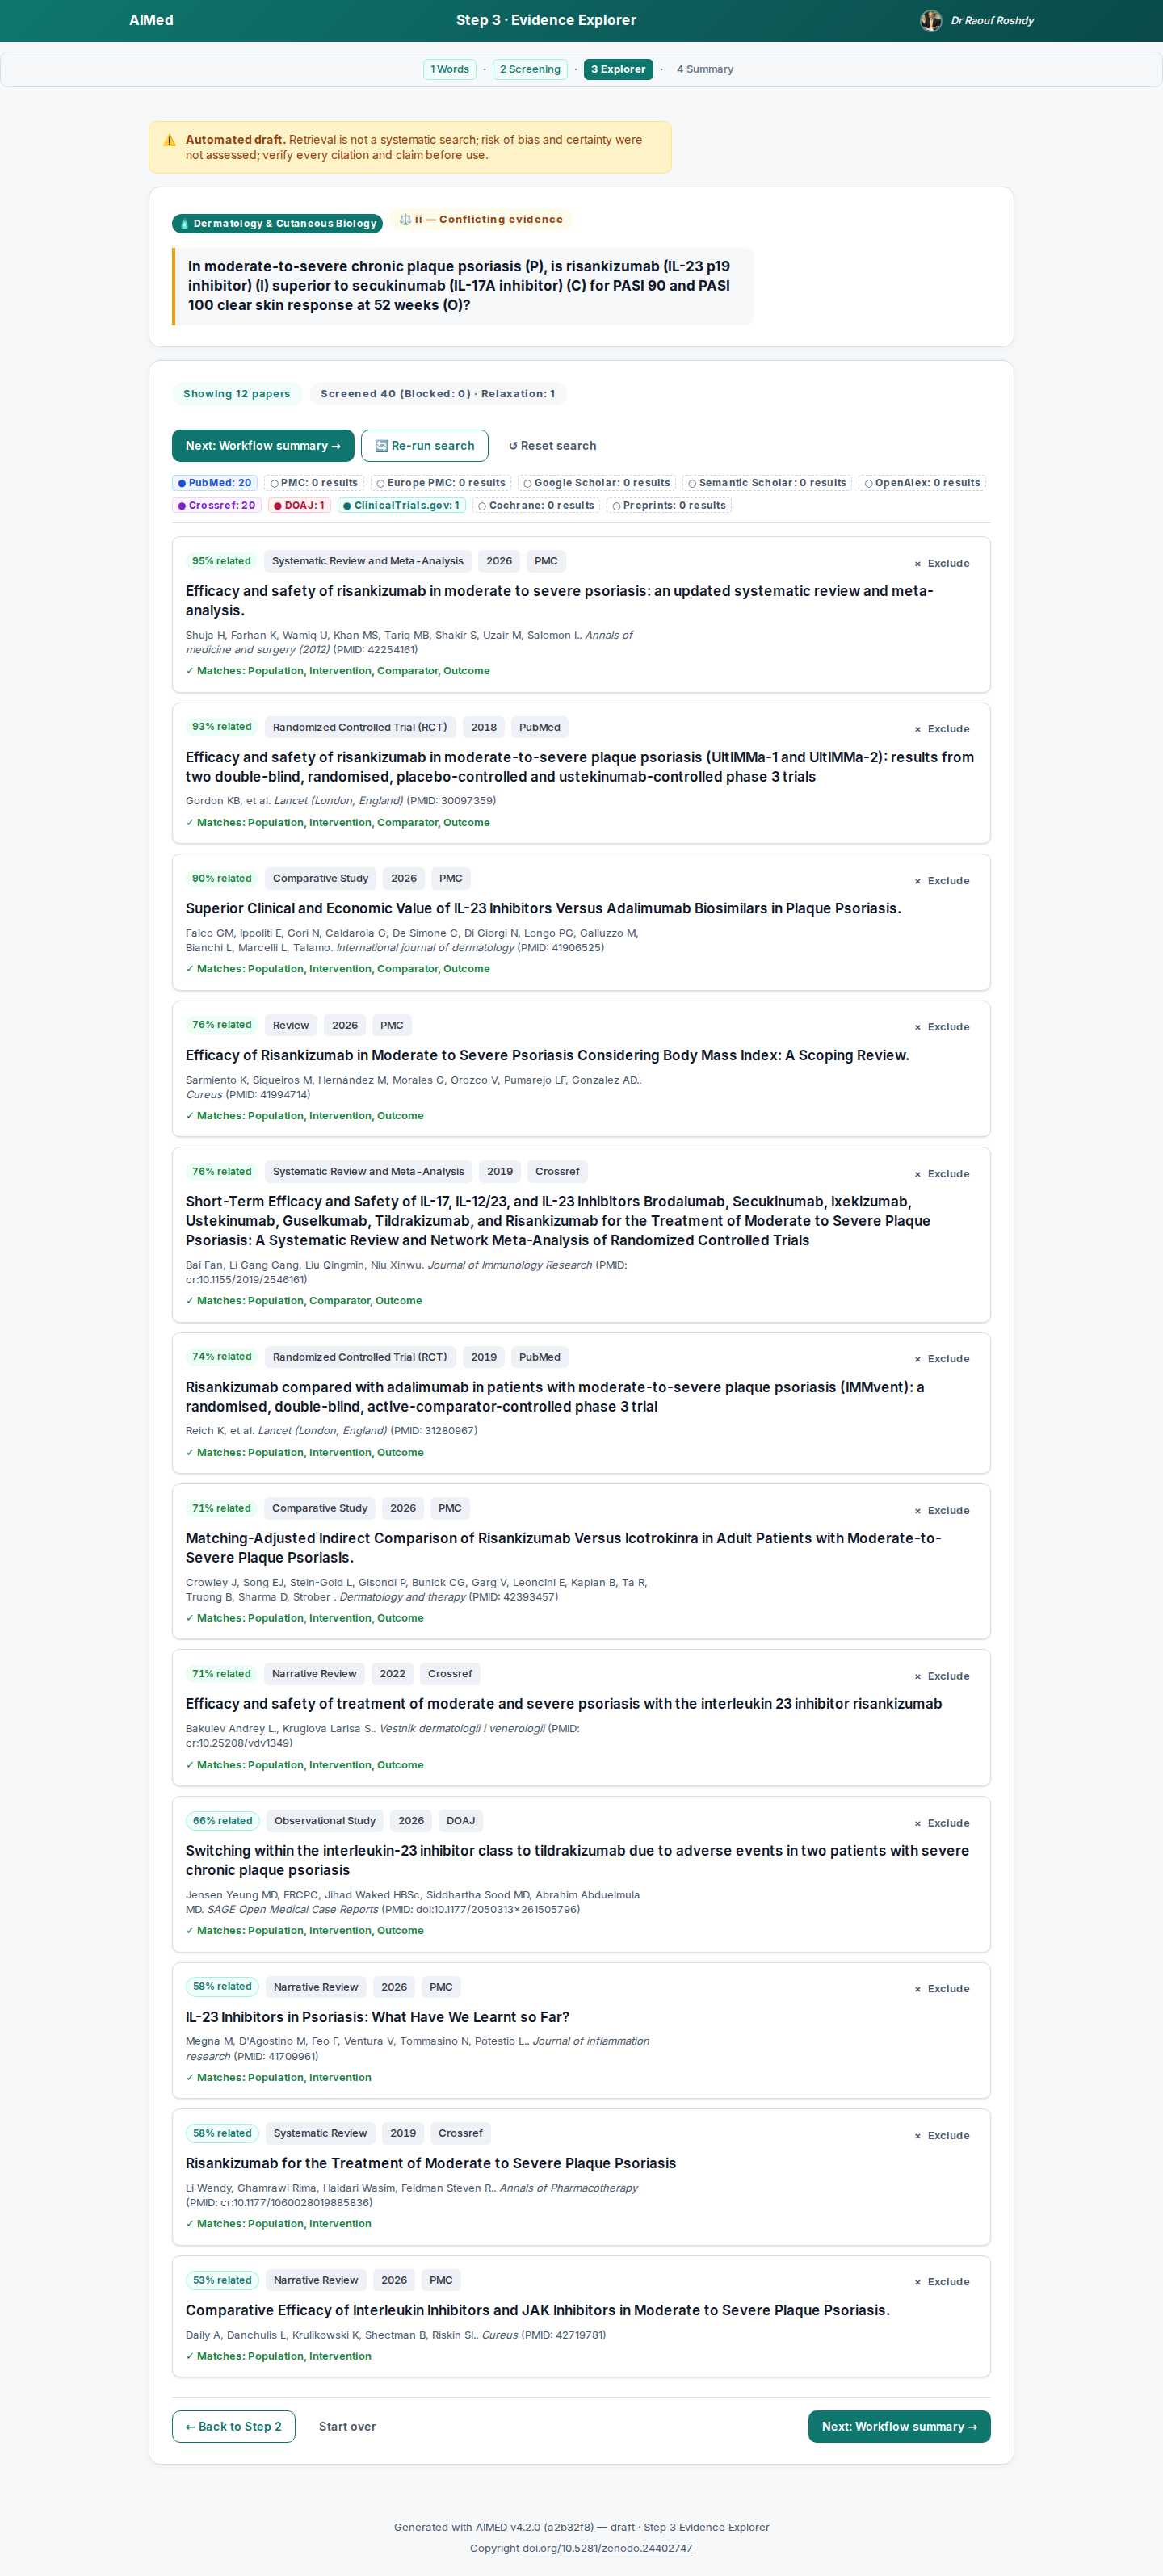 AIMed
Step 3 · Evidence Explorer
Dr Raouf Roshdy
1 Words · 2 Screening · 3 Explorer · 4 Summary
⚠️ Automated draft. Retrieval is not a systematic search; risk of bias and certainty were
not assessed; verify every citation and claim before use.
Dermatology & Cutaneous Biology
⚖️ ii — Conflicting evidence
In moderate-to-severe chronic plaque psoriasis (P), is risankizumab (IL-23 p19
inhibitor) (I) superior to secukinumab (IL-17A inhibitor) (C) for PASI 90 and PASI
100 clear skin response at 52 weeks (O)?
Showing 12 papers
Screened 40 (Blocked: 0) · Relaxation: 1
Next: Workflow summary →
🔄 Re-run search
↺ Reset search
● PubMed: 20 ○ PMC: 0 results ○ Europe PMC: 0 results ○ Google Scholar: 0 results ○ Semantic Scholar: 0 results ○ OpenAlex: 0 results
● Crossref: 20 ● DOAJ: 1 ● ClinicalTrials.gov: 1 ○ Cochrane: 0 results ○ Preprints: 0 results
95% related Systematic Review and Meta-Analysis 2026 PMC
× Exclude
Efficacy and safety of risankizumab in moderate to severe psoriasis: an updated systematic review and meta-
analysis.
Shuja H, Farhan K, Wamiq U, Khan MS, Tariq MB, Shakir S, Uzair M, Salomon I.. Annals of
medicine and surgery (2012) (PMID: 42254161)
✓ Matches: Population, Intervention, Comparator, Outcome
93% related Randomized Controlled Trial (RCT) 2018 PubMed
× Exclude
Efficacy and safety of risankizumab in moderate-to-severe plaque psoriasis (UltIMMa-1 and UltIMMa-2): results from
two double-blind, randomised, placebo-controlled and ustekinumab-controlled phase 3 trials
Gordon KB, et al. Lancet (London, England) (PMID: 30097359)
✓ Matches: Population, Intervention, Comparator, Outcome
90% related Comparative Study 2026 PMC
× Exclude
Superior Clinical and Economic Value of IL-23 Inhibitors Versus Adalimumab Biosimilars in Plaque Psoriasis.
Falco GM, Ippoliti E, Gori N, Caldarola G, De Simone C, Di Giorgi N, Longo PG, Galluzzo M,
Bianchi L, Marcelli L, Talamo. International journal of dermatology (PMID: 41906525)
✓ Matches: Population, Intervention, Comparator, Outcome
76% related Review 2026 PMC
× Exclude
Efficacy of Risankizumab in Moderate to Severe Psoriasis Considering Body Mass Index: A Scoping Review.
Sarmiento K, Siqueiros M, Hernández M, Morales G, Orozco V, Pumarejo LF, Gonzalez AD..
Cureus (PMID: 41994714)
✓ Matches: Population, Intervention, Outcome
76% related Systematic Review and Meta-Analysis 2019 Crossref
× Exclude
Short-Term Efficacy and Safety of IL-17, IL-12/23, and IL-23 Inhibitors Brodalumab, Secukinumab, Ixekizumab,
Ustekinumab, Guselkumab, Tildrakizumab, and Risankizumab for the Treatment of Moderate to Severe Plaque
Psoriasis: A Systematic Review and Network Meta-Analysis of Randomized Controlled Trials
Bai Fan, Li Gang Gang, Liu Qingmin, Niu Xinwu. Journal of Immunology Research (PMID:
cr:10.1155/2019/2546161)
✓ Matches: Population, Comparator, Outcome
74% related Randomized Controlled Trial (RCT) 2019 PubMed
× Exclude
Risankizumab compared with adalimumab in patients with moderate-to-severe plaque psoriasis (IMMvent): a
randomised, double-blind, active-comparator-controlled phase 3 trial
Reich K, et al. Lancet (London, England) (PMID: 31280967)
✓ Matches: Population, Intervention, Outcome
71% related Comparative Study 2026 PMC
× Exclude
Matching-Adjusted Indirect Comparison of Risankizumab Versus Icotrokinra in Adult Patients with Moderate-to-
Severe Plaque Psoriasis.
Crowley J, Song EJ, Stein-Gold L, Gisondi P, Bunick CG, Garg V, Leoncini E, Kaplan B, Ta R,
Truong B, Sharma D, Strober . Dermatology and therapy (PMID: 42393457)
✓ Matches: Population, Intervention, Outcome
71% related Narrative Review 2022 Crossref
× Exclude
Efficacy and safety of treatment of moderate and severe psoriasis with the interleukin 23 inhibitor risankizumab
Bakulev Andrey L., Kruglova Larisa S.. Vestnik dermatologii i venerologii (PMID:
cr:10.25208/vdv1349)
✓ Matches: Population, Intervention, Outcome
66% related Observational Study 2026 DOAJ
× Exclude
Switching within the interleukin-23 inhibitor class to tildrakizumab due to adverse events in two patients with severe
chronic plaque psoriasis
Jensen Yeung MD, FRCPC, Jihad Waked HBSc, Siddhartha Sood MD, Abrahim Abduelmula
MD. SAGE Open Medical Case Reports (PMID: doi:10.1177/2050313×261505796)
✓ Matches: Population, Intervention, Outcome
58% related Narrative Review 2026 PMC
× Exclude
IL-23 Inhibitors in Psoriasis: What Have We Learnt so Far?
Megna M, D'Agostino M, Feo F, Ventura V, Tommasino N, Potestio L.. Journal of inflammation
research (PMID: 41709961)
✓ Matches: Population, Intervention
58% related Systematic Review 2019 Crossref
× Exclude
Risankizumab for the Treatment of Moderate to Severe Plaque Psoriasis
Li Wendy, Ghamrawi Rima, Haidari Wasim, Feldman Steven R.. Annals of Pharmacotherapy
(PMID: cr:10.1177/1060028019885836)
✓ Matches: Population, Intervention
53% related Narrative Review 2026 PMC
× Exclude
Comparative Efficacy of Interleukin Inhibitors and JAK Inhibitors in Moderate to Severe Plaque Psoriasis.
Daily A, Danchulis L, Krulikowski K, Shectman B, Riskin SI.. Cureus (PMID: 42719781)
✓ Matches: Population, Intervention
← Back to Step 2
Start over
Next: Workflow summary →
Generated with AIMED v4.2.0 (a2b32f8) — draft · Step 3 Evidence Explorer
Copyright doi.org/10.5281/zenodo.24402747